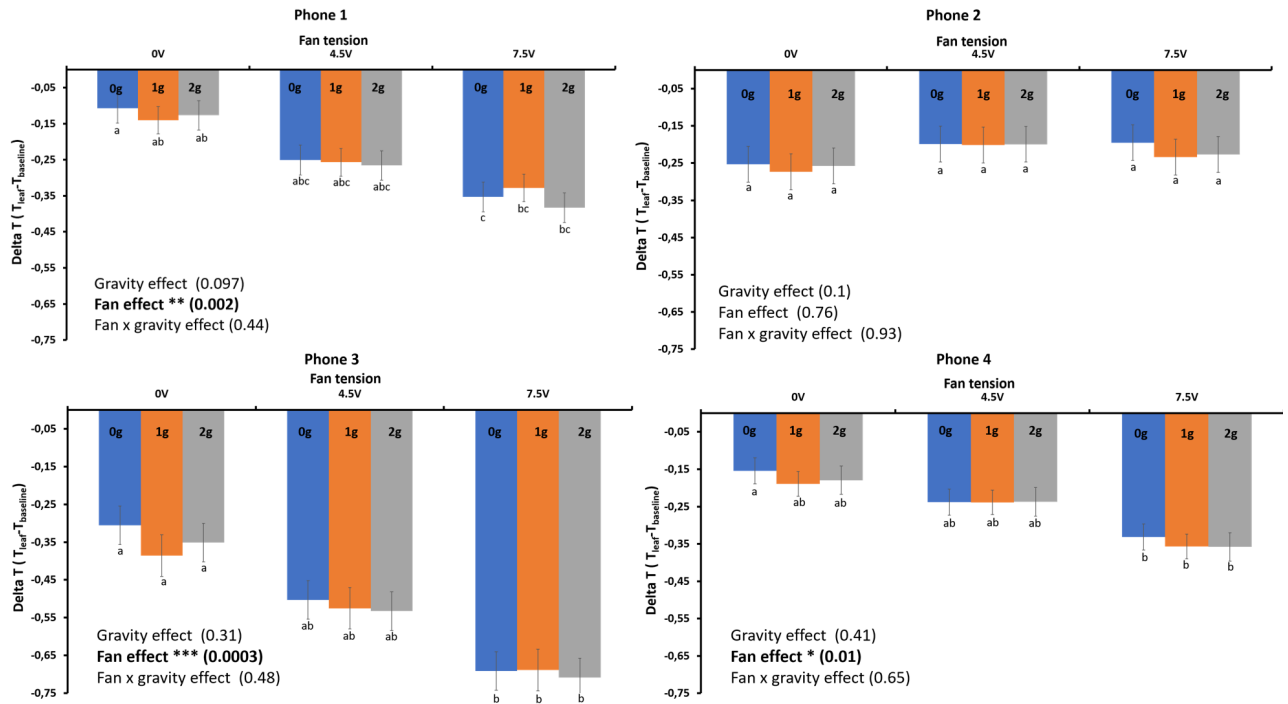 Phone 1
Fan tension
0V 4.5V 7.5V
0g 1g 2g 0g 1g 2g 0g 1g 2g
-0,05
-0,15
-0,25
-0,35
-0,45
-0,55
-0,65
-0,75
Delta T ( Tleaf-Tbaseline)
a ab ab abc abc abc c bc bc
Gravity effect (0.097)
Fan effect ** (0.002)
Fan x gravity effect (0.44)
Phone 2
Fan tension
0V 4.5V 7.5V
0g 1g 2g 0g 1g 2g 0g 1g 2g
-0,05
-0,15
-0,25
-0,35
-0,45
-0,55
-0,65
-0,75
Delta T ( Tleaf-Tbaseline)
a a a a a a a a a
Gravity effect (0.1)
Fan effect (0.76)
Fan x gravity effect (0.93)
Phone 3
Fan tension
0V 4.5V 7.5V
0g 1g 2g 0g 1g 2g 0g 1g 2g
-0,05
-0,15
-0,25
-0,35
-0,45
-0,55
-0,65
-0,75
Delta T ( Tleaf-Tbaseline)
a a a ab ab ab b b b
Gravity effect (0.31)
Fan effect *** (0.0003)
Fan x gravity effect (0.48)
Phone 4
Fan tension
0V 4.5V 7.5V
0g 1g 2g 0g 1g 2g 0g 1g 2g
-0,05
-0,15
-0,25
-0,35
-0,45
-0,55
-0,65
-0,75
Delta T ( Tleaf-Tbaseline)
a ab ab ab ab ab b b b
Gravity effect (0.41)
Fan effect * (0.01)
Fan x gravity effect (0.65)